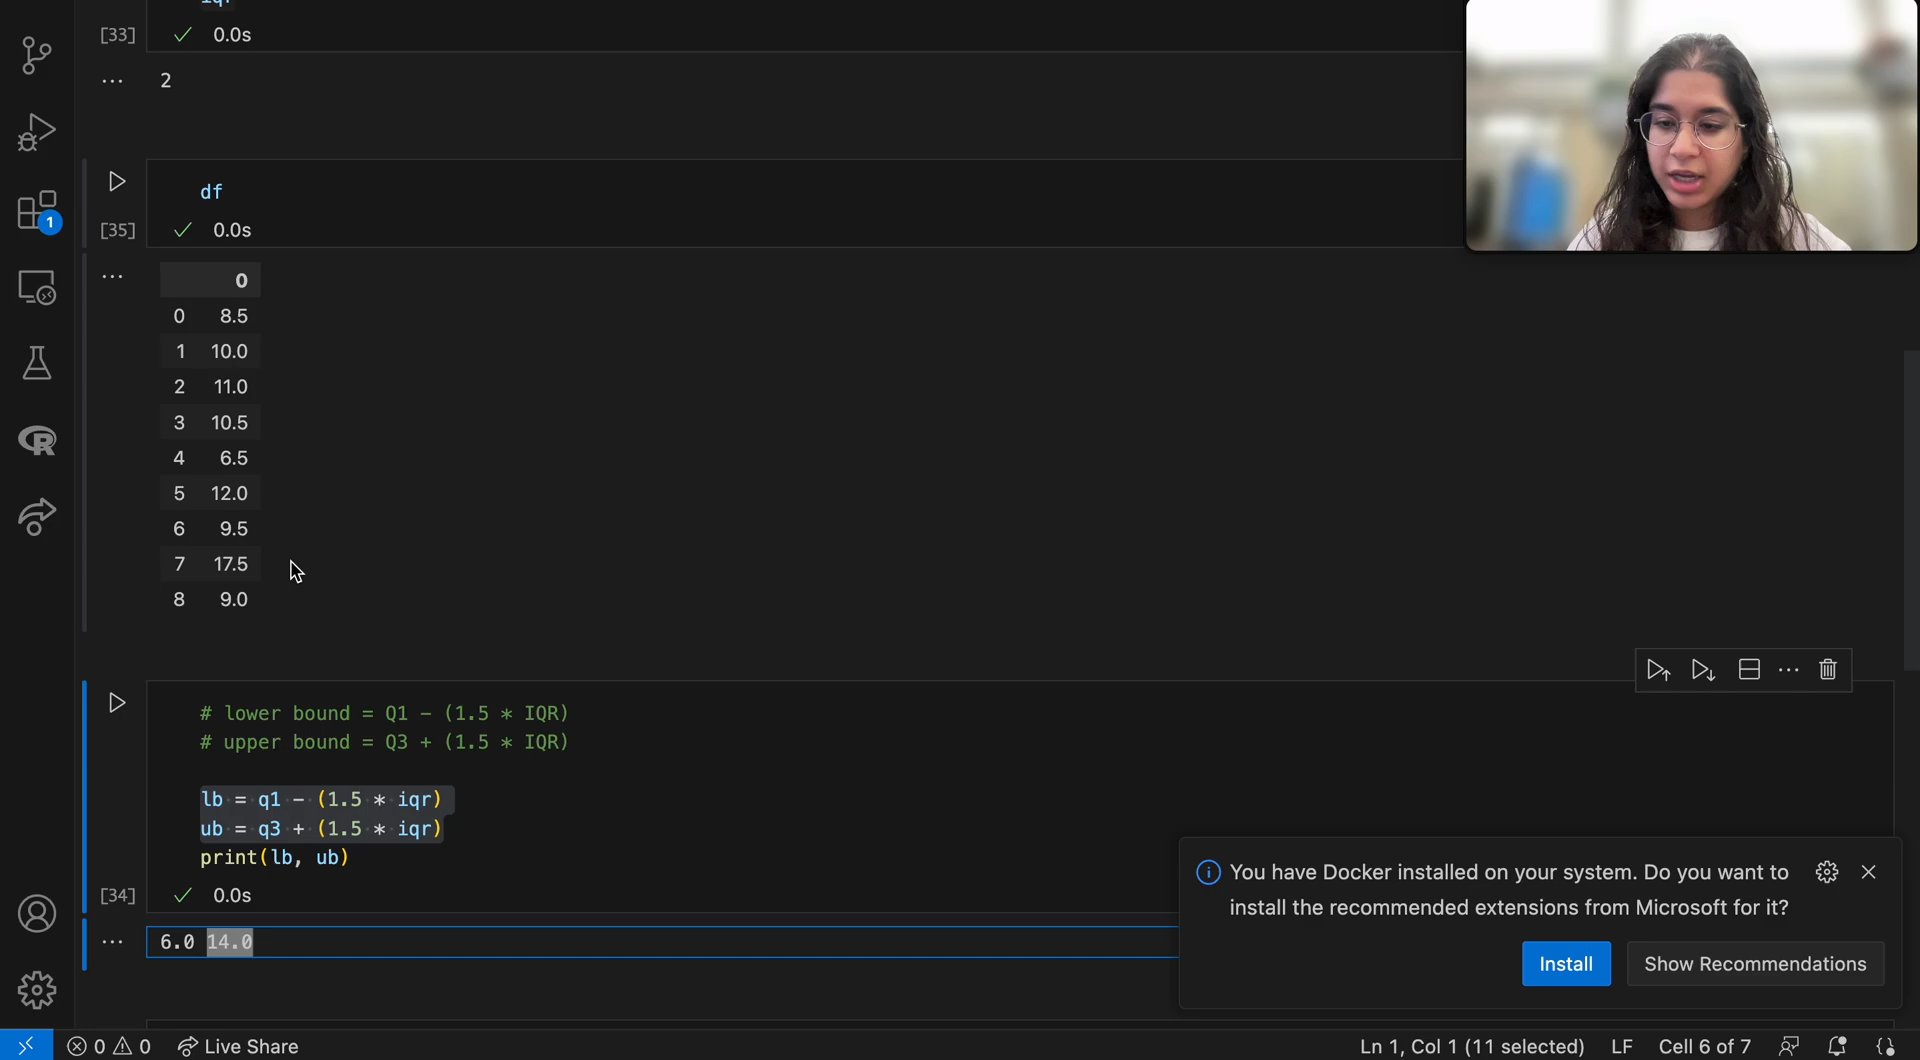 [33] 0.0s
... 2
df
[35] 0.0s
1
... 0
0 8.5
1 10.0
2 11.0
3 10.5
4 6.5
5 12.0
6 9.5
7 17.5
8 9.0
# lower bound = Q1 - (1.5 * IQR)
# upper bound = Q3 + (1.5 * IQR)
lb = q1 - (1.5 * iqr)
ub = q3 + (1.5 * iqr)
print(lb, ub)
[34] 0.0s
... 6.0 14.0
You have Docker installed on your system. Do you want to
install the recommended extensions from Microsoft for it?
Install Show Recommendations
0 0 Live Share Ln 1, Col 1 (11 selected) LF Cell 6 of 7